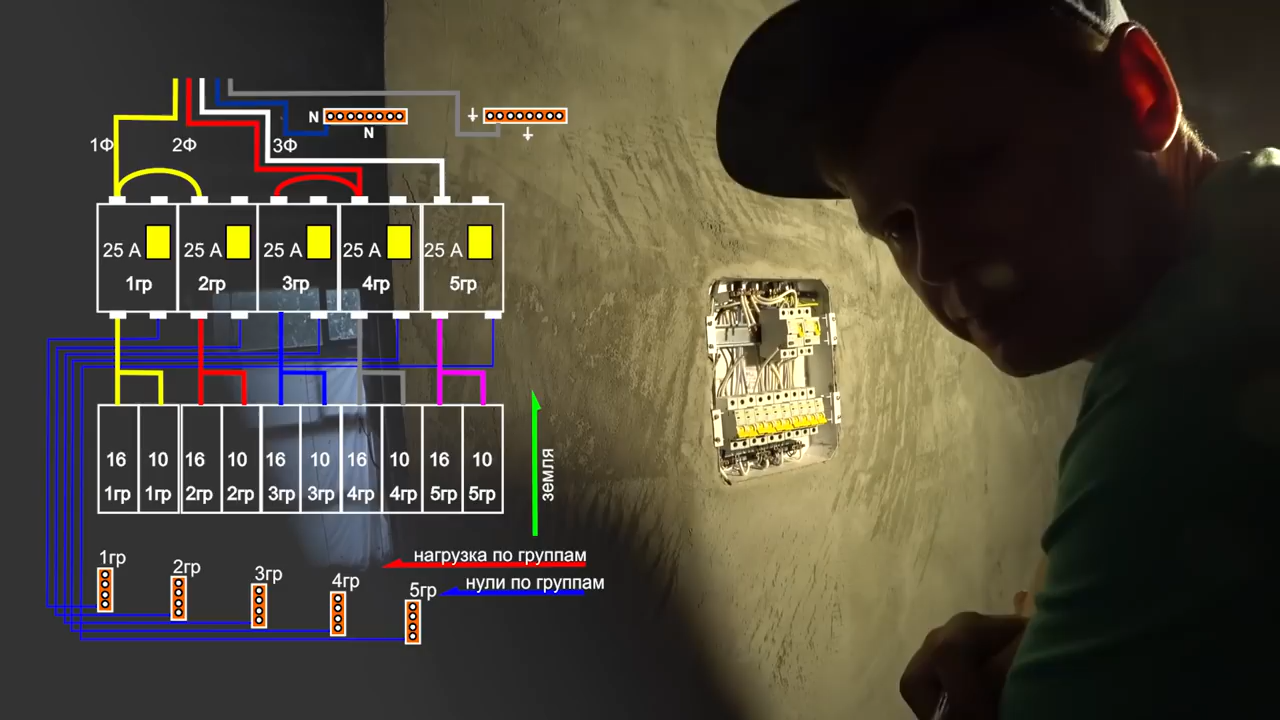 N
N
1Ф 2Ф 3Ф
25 А 25 А 25 А 25 А 25 А
1гр 2гр 3гр 4гр 5гр
16 10 16 10 16 10 16 10 16 10
1гр 1гр 2гр 2гр 3гр 3гр 4гр 4гр 5гр 5гр
земля
нагрузка по группам
нули по группам
1гр 2гр 3гр 4гр 5гр